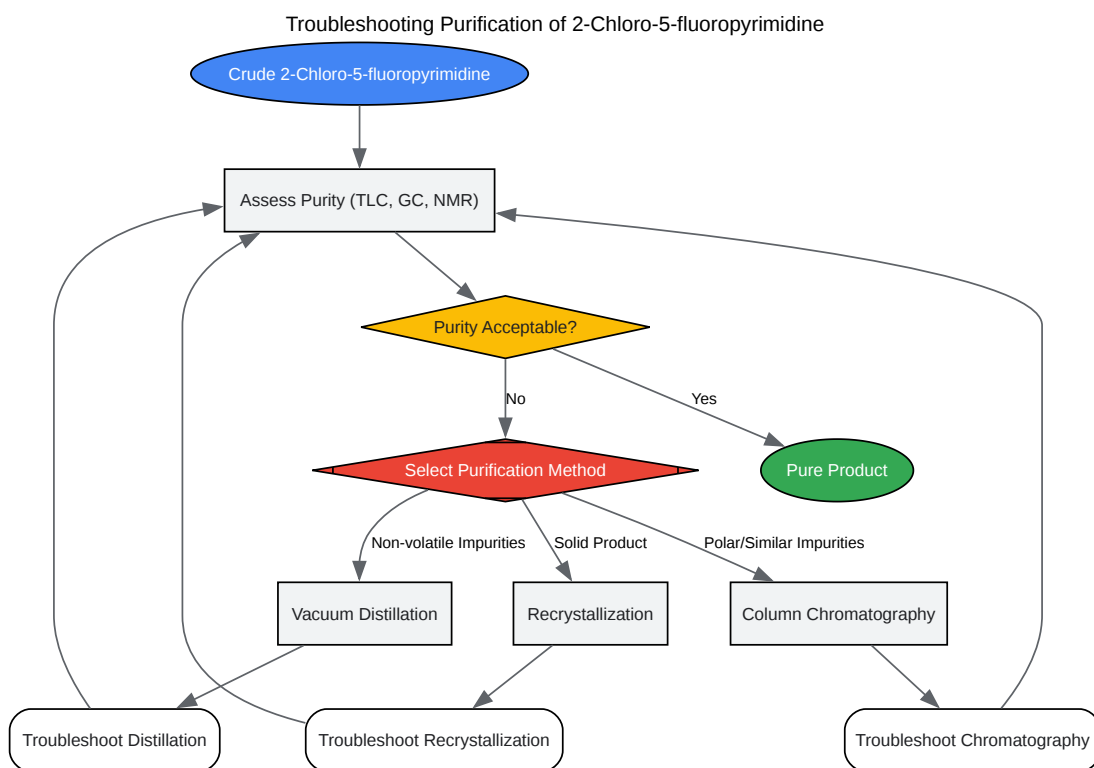 Troubleshooting Purification of 2-Chloro-5-fluoropyrimidine
Crude 2-Chloro-5-fluoropyrimidine
Assess Purity (TLC, GC, NMR)
Purity Acceptable?
No
Yes
Select Purification Method
Pure Product
Non-volatile Impurities
Solid Product
Polar/Similar Impurities
Vacuum Distillation
Recrystallization
Column Chromatography
Troubleshoot Distillation
Troubleshoot Recrystallization
Troubleshoot Chromatography